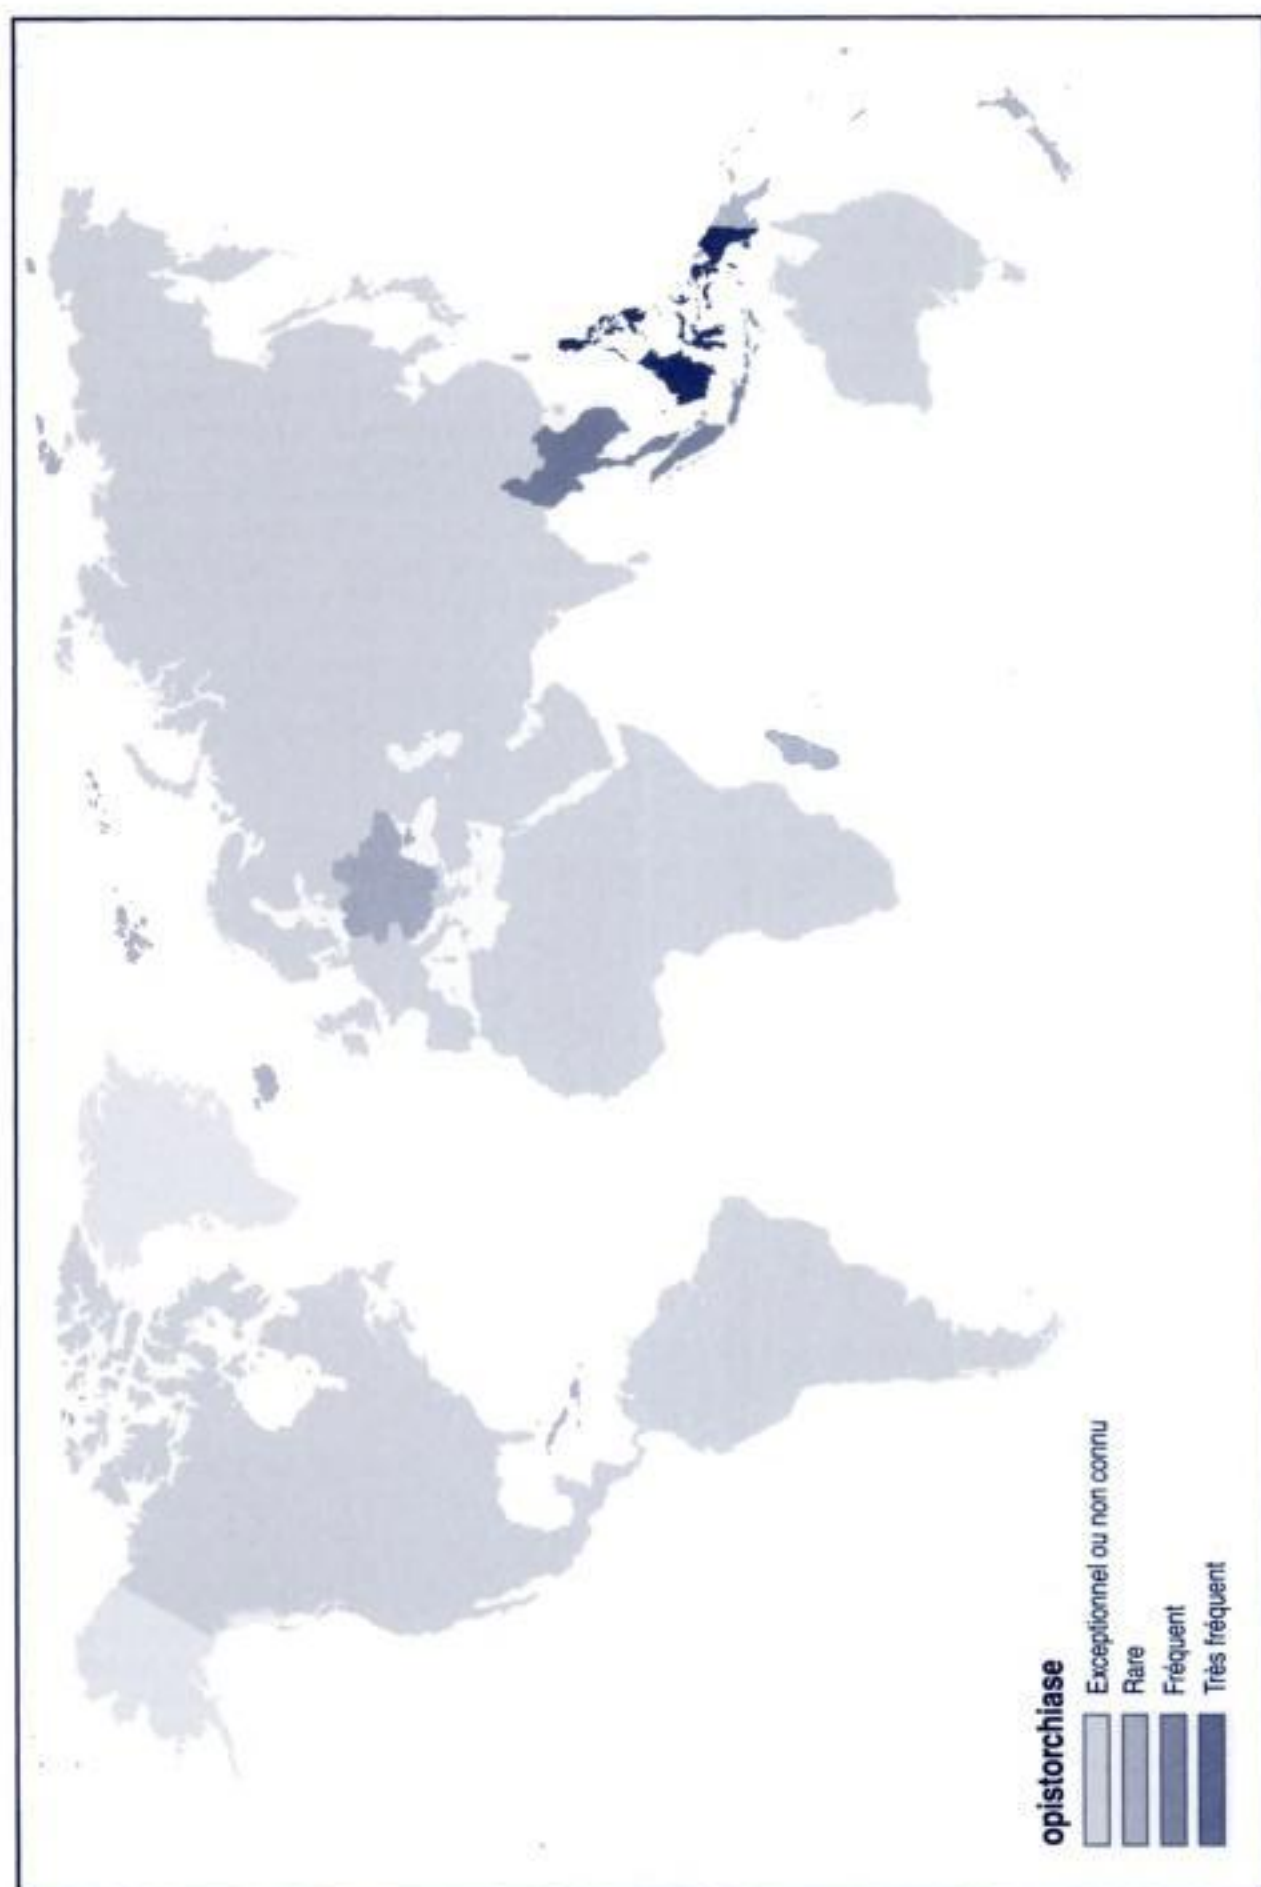 opistorchiase
Exceptionnel ou non connu
Rare
Fréquent
Très fréquent